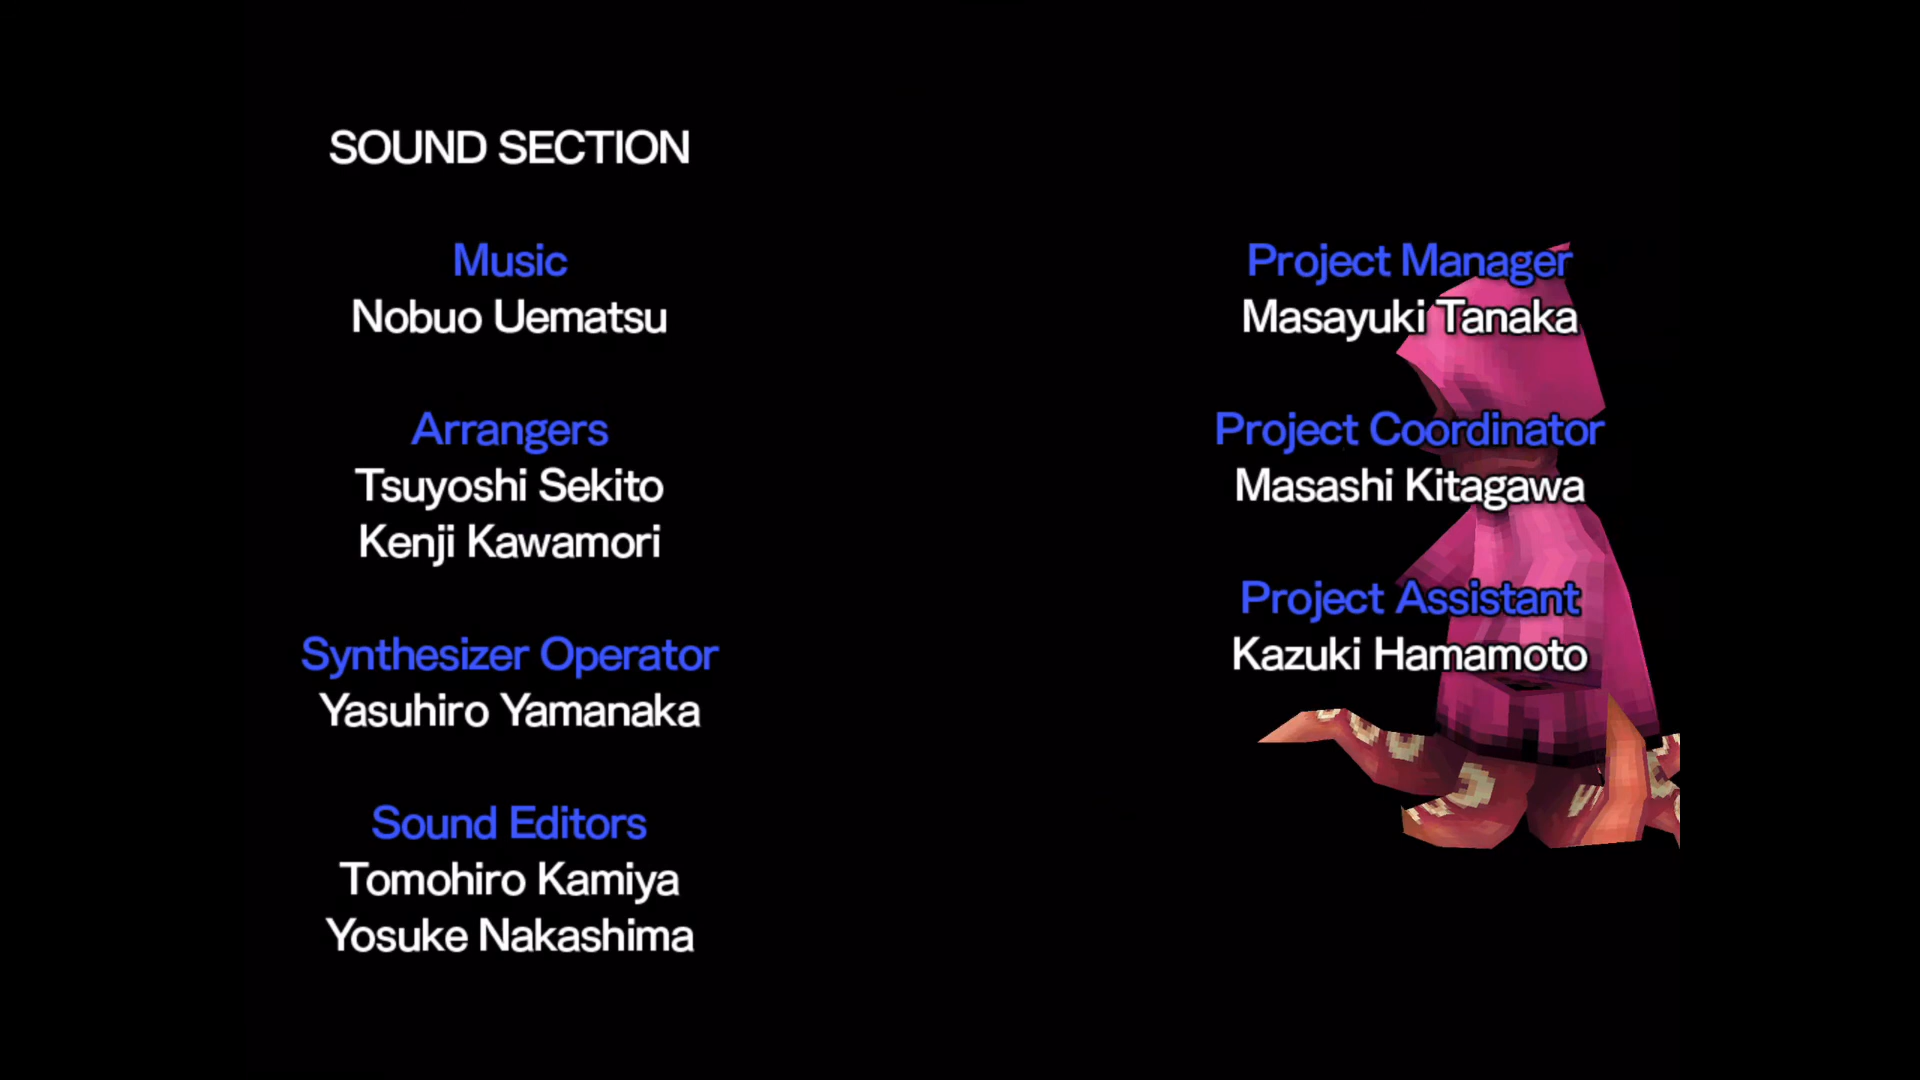 SOUND SECTION
Music
Nobuo Uematsu
Arrangers
Tsuyoshi Sekito
Kenji Kawamori
Synthesizer Operator
Yasuhiro Yamanaka
Sound Editors
Tomohiro Kamiya
Yosuke Nakashima
Project Manager
Masayuki Tanaka
Project Coordinator
Masashi Kitagawa
Project Assistant
Kazuki Hamamoto